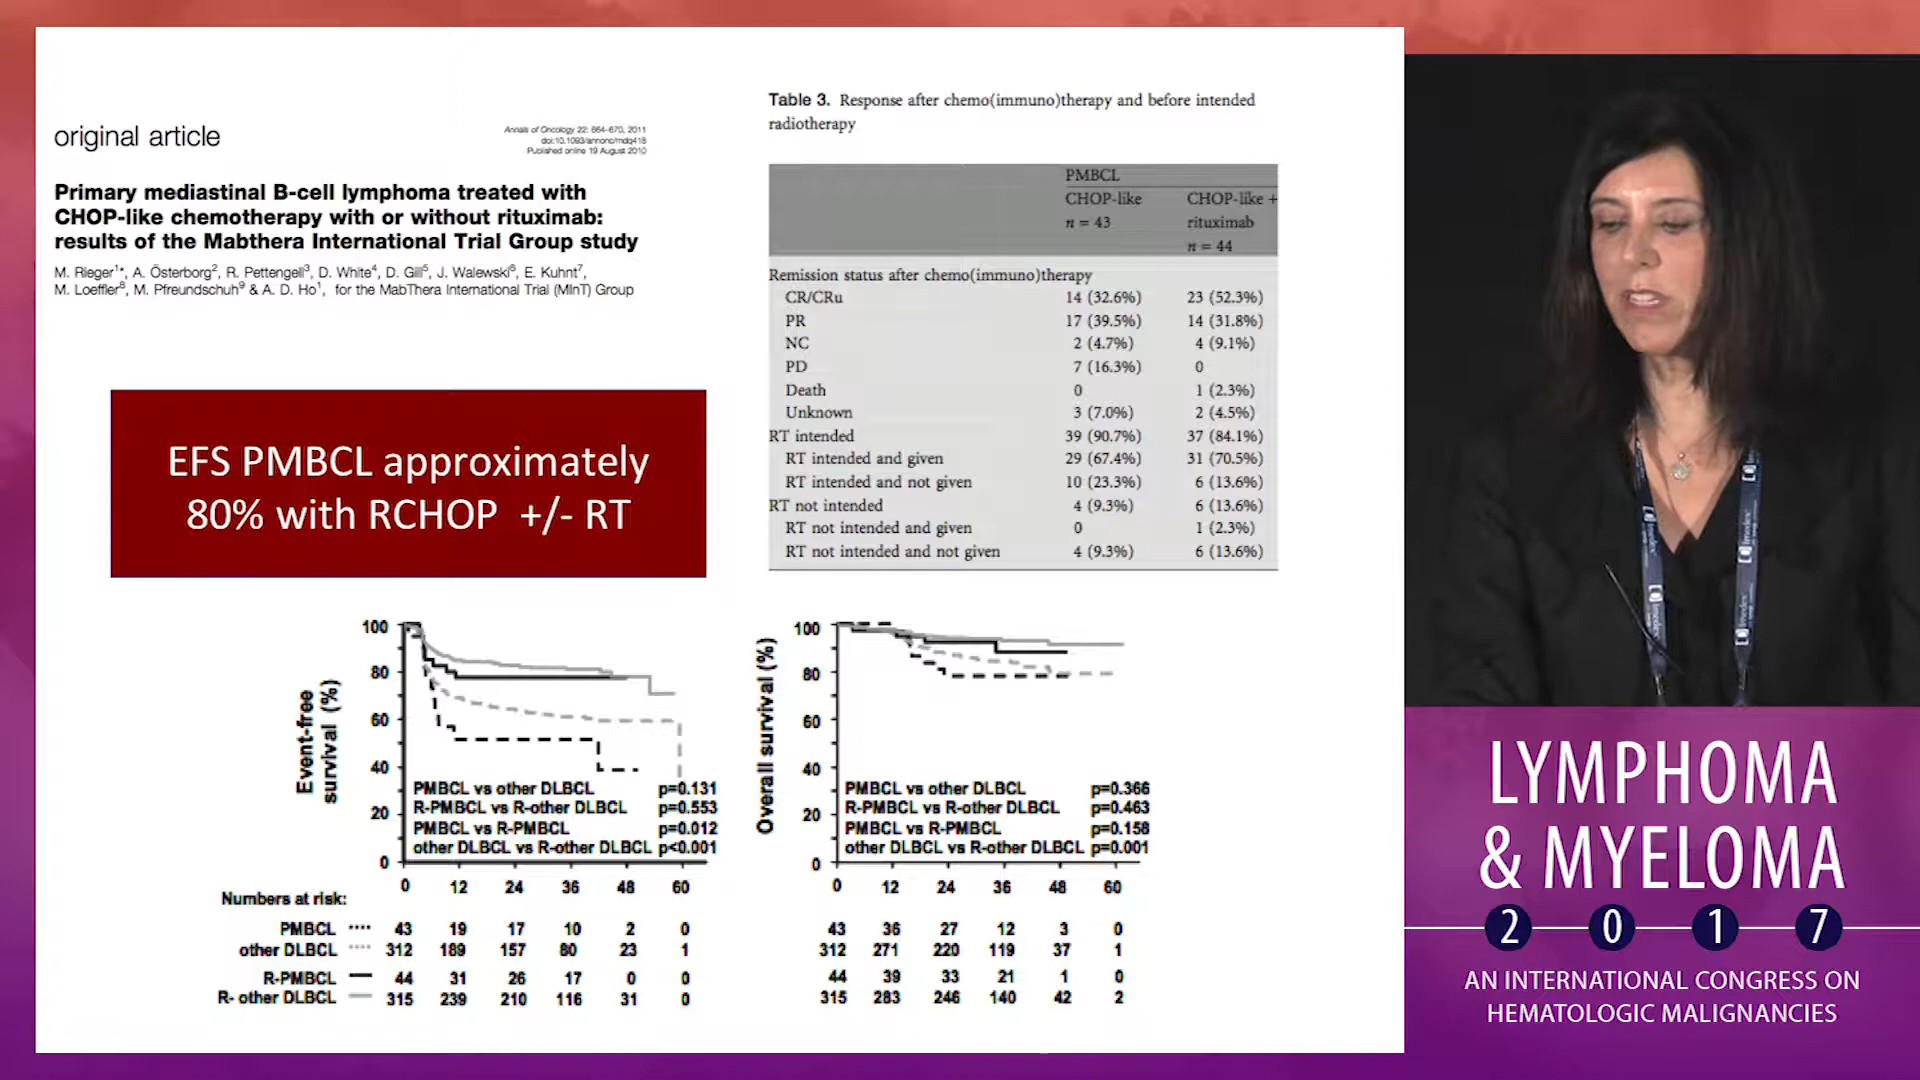 original article
Annals of Oncology 22: 664–670, 2011
doi:10.1093/annonc/mdq418
Published online 19 August 2010
Primary mediastinal B-cell lymphoma treated with
CHOP-like chemotherapy with or without rituximab:
results of the Mabthera International Trial Group study
M. Rieger1*, A. Österborg2, R. Pettengell3, D. White4, D. Gill5, J. Walewski6, E. Kuhnt7,
M. Loeffler8, M. Pfreundschuh9 & A. D. Ho1, for the MabThera International Trial (MInT) Group
EFS PMBCL approximately
80% with RCHOP +/- RT
Table 3. Response after chemo(immuno)therapy and before intended
radiotherapy
PMBCL
CHOP-like CHOP-like +
n = 43 rituximab
n = 44
Remission status after chemo(immuno)therapy
CR/CRu 14 (32.6%) 23 (52.3%)
PR 17 (39.5%) 14 (31.8%)
NC 2 (4.7%) 4 (9.1%)
PD 7 (16.3%) 0
Death 0 1 (2.3%)
Unknown 3 (7.0%) 2 (4.5%)
RT intended 39 (90.7%) 37 (84.1%)
RT intended and given 29 (67.4%) 31 (70.5%)
RT intended and not given 10 (23.3%) 6 (13.6%)
RT not intended 4 (9.3%) 6 (13.6%)
RT not intended and given 0 1 (2.3%)
RT not intended and not given 4 (9.3%) 6 (13.6%)
Event-free
survival (%)
100
80
60
40
20
0
PMBCL vs other DLBCL p=0.131
R-PMBCL vs R-other DLBCL p=0.553
PMBCL vs R-PMBCL p=0.012
other DLBCL vs R-other DLBCL p<0.001
0 12 24 36 48 60
Numbers at risk:
PMBCL 43 19 17 10 2 0
other DLBCL 312 189 157 80 23 1
R-PMBCL 44 31 26 17 0 0
R- other DLBCL 315 239 210 116 31 0
Overall survival (%)
100
80
60
40
20
0
PMBCL vs other DLBCL p=0.366
R-PMBCL vs R-other DLBCL p=0.463
PMBCL vs R-PMBCL p=0.158
other DLBCL vs R-other DLBCL p=0.001
0 12 24 36 48 60
43 36 27 12 3 0
312 271 220 119 37 1
44 39 33 21 1 0
315 283 246 140 42 2
LYMPHOMA
& MYELOMA
2 0 1 7
AN INTERNATIONAL CONGRESS ON
HEMATOLOGIC MALIGNANCIES